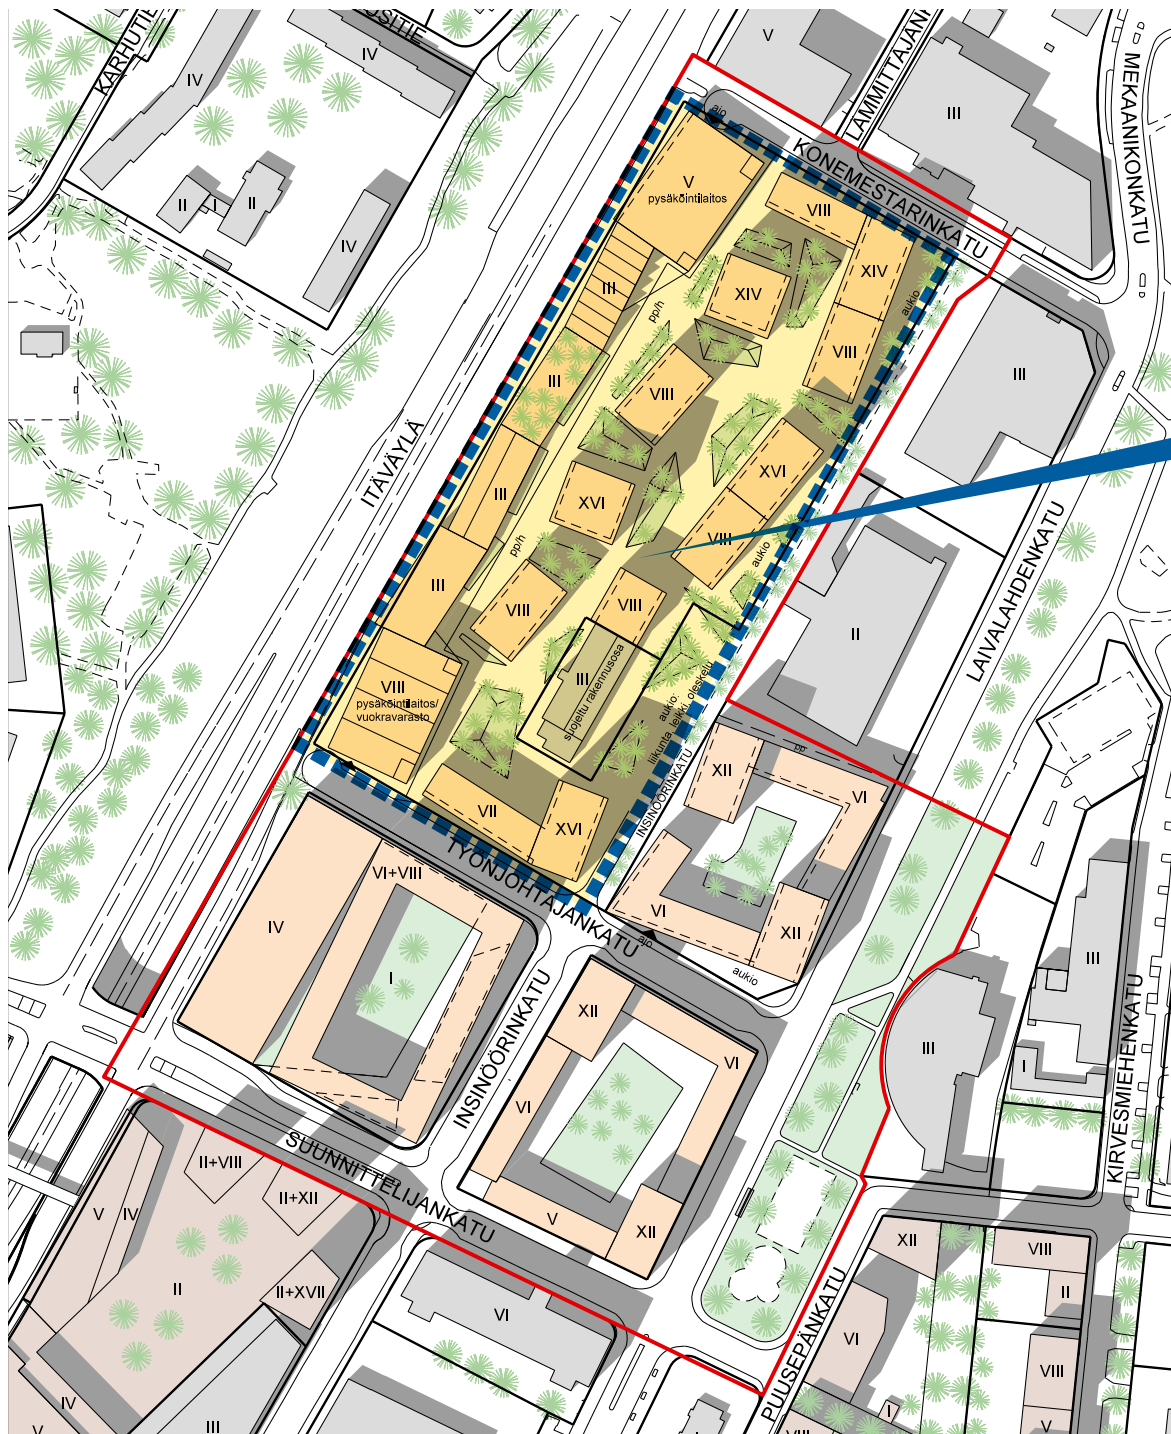 KARHUTIE
OSITIE
IV
IV
II
I
II
IV
V
LÄMMITTÄJÄN
III
MEKAANIKONKATU
ajo
KONEMESTARINKATU
V
pysäköintilaitos
VIII
XIV
aukio
III
pp/h
XIV
VIII
III
III
VIII
ITÄVÄYLÄ
XVI
III
XVI
pp/h
VIII
aukio
III
VIII
VIII
II
LAIVALAHDENKATU
VIII
pysäköintilaitos/
vuokravarasto
III
suojeltu rakennusosa
aukio:
liikunta, leikki, oleskelu
INSINÖÖRINKATU
pp
XII
VI
VII
XVI
TYÖNJOHTAJANKATU
VI
XII
ajo
aukio
VI+VIII
IV
I
INSINÖÖRINKATU
XII
VI
VI
V
XII
III
III
I
KIRVESMIEHENKATU
SUUNNITTELIJANKATU
II+VIII
II+XII
V
IV
II
II+XVII
VI
IV
V
III
PUUSEPÄNKATU
XII
VIII
II
VI
VIII
I
V
VIII